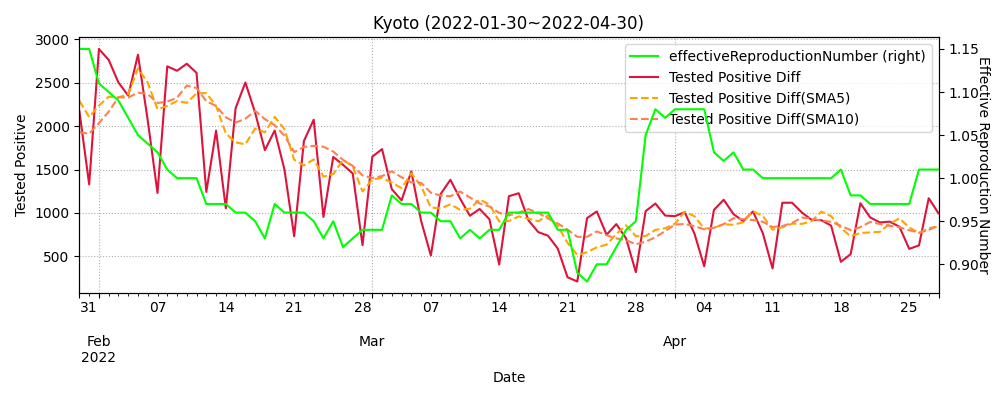 Kyoto (2022-01-30~2022-04-30)
effectiveReproductionNumber (right)
Tested Positive Diff
Tested Positive Diff(SMA5)
Tested Positive Diff(SMA10)
Tested Positive
3000
2500
2000
1500
1000
500
1.15
1.10
1.05
1.00
0.95
0.90
Effective Reproduction Number
31 07 14 21 28 07 14 21 28 04 11 18 25
Feb Mar Apr
2022
Date